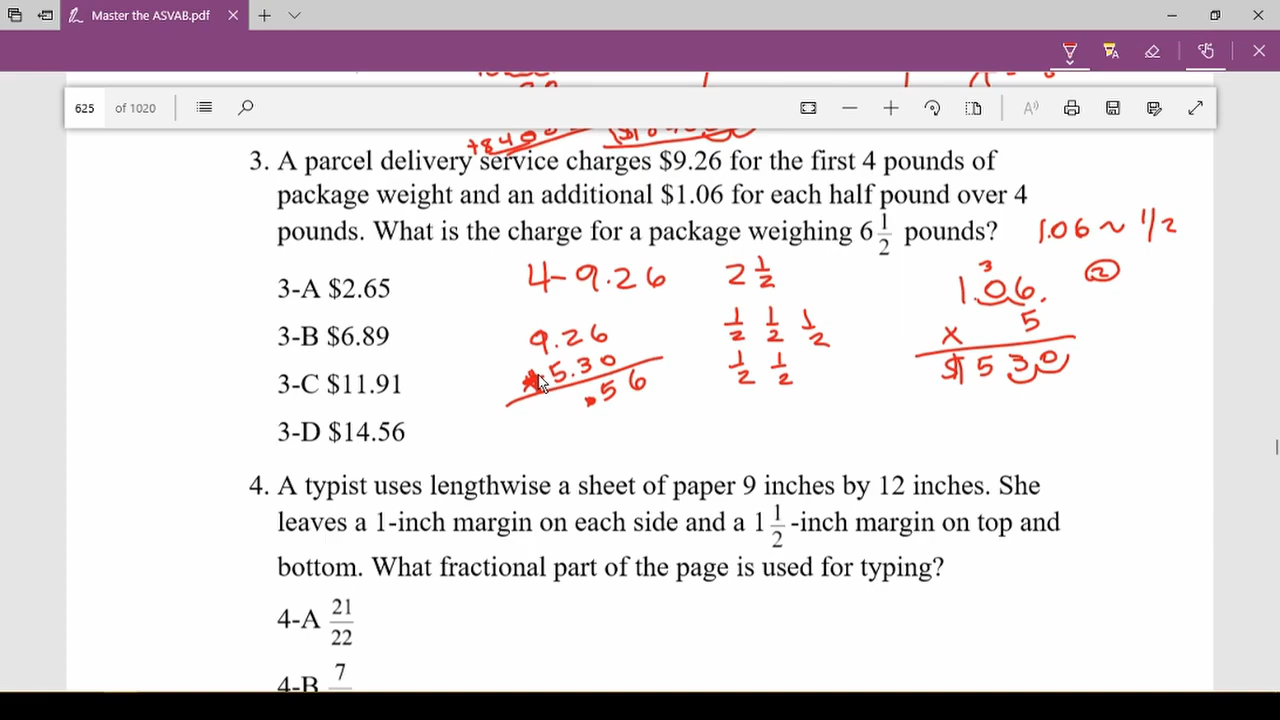 Master the ASVAB.pdf
625 of 1020
+8400
3. A parcel delivery service charges $9.26 for the first 4 pounds of
package weight and an additional $1.06 for each half pound over 4
pounds. What is the charge for a package weighing 6 1/2 pounds?
1.06 ~ 1/2
2
3-A $2.65
3-B $6.89
3-C $11.91
3-D $14.56
4- 9.26
9.26
5.30
.56
2 1/2
1/2 1/2 1/2
1/2 1/2
3
1.06.
x 5
$530
4. A typist uses lengthwise a sheet of paper 9 inches by 12 inches. She
leaves a 1-inch margin on each side and a 1 1/2 -inch margin on top and
bottom. What fractional part of the page is used for typing?
4-A 21/22
4-B 7